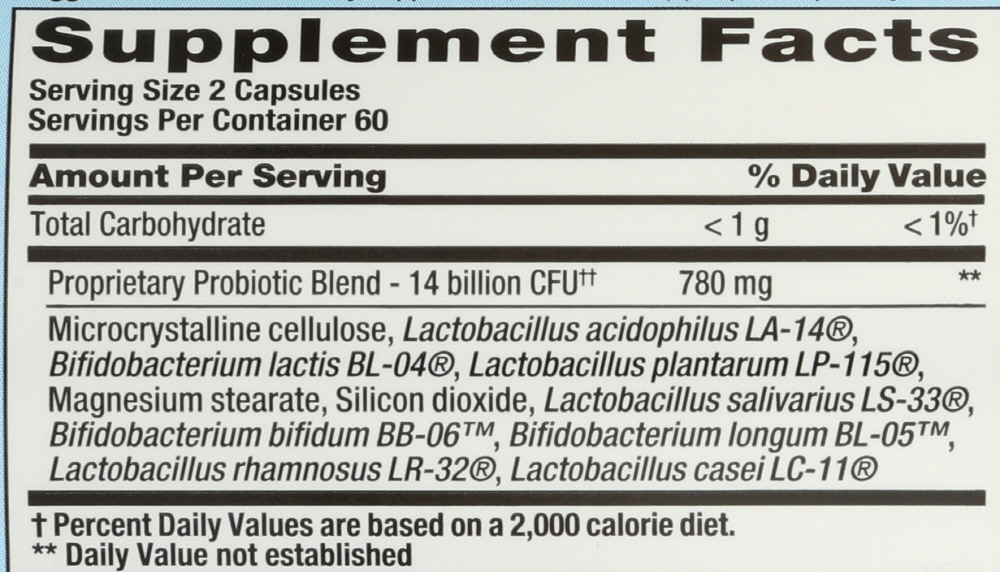 Supplement Facts
Serving Size 2 Capsules
Servings Per Container 60
Amount Per Serving % Daily Value
Total Carbohydrate < 1 g < 1%†
Proprietary Probiotic Blend - 14 billion CFU†† 780 mg **
Microcrystalline cellulose, Lactobacillus acidophilus LA-14®,
Bifidobacterium lactis BL-04®, Lactobacillus plantarum LP-115®,
Magnesium stearate, Silicon dioxide, Lactobacillus salivarius LS-33®,
Bifidobacterium bifidum BB-06™, Bifidobacterium longum BL-05™,
Lactobacillus rhamnosus LR-32®, Lactobacillus casei LC-11®
† Percent Daily Values are based on a 2,000 calorie diet.
** Daily Value not established